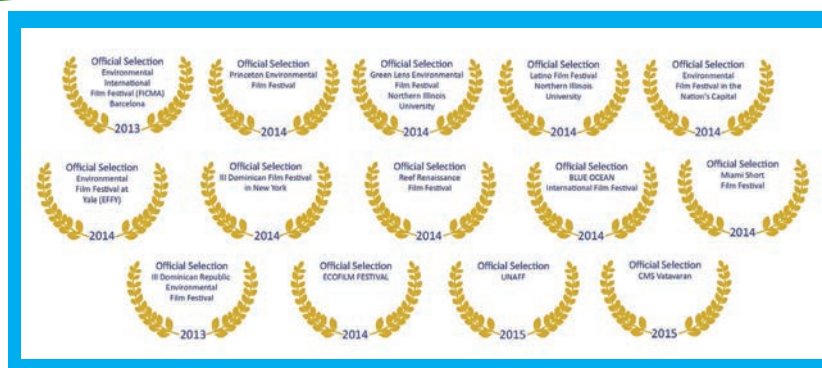 Official Selection
Environmental
International
Film Festival (FICMA)
Barcelona
2013
Official Selection
Princeton Environmental
Film Festival
2014
Official Selection
Green Lens Environmental
Film Festival
Northern Illinois
University
2014
Official Selection
Latino Film Festival
Northern Illinois
University
2014
Official Selection
Environmental
Film Festival in the
Nation's Capital
2014
Official Selection
Environmental
Film Festival at
Yale (EFFY)
2014
Official Selection
III Dominican Film Festival
in New York
2014
Official Selection
Reef Renaissance
Film Festival
2014
Official Selection
BLUE OCEAN
International Film Festival
2014
Official Selection
Miami Short
Film Festival
2014
Official Selection
III Dominican Republic
Environmental
Film Festival
2013
Official Selection
ECOFILM FESTIVAL
2014
Official Selection
UNAFF
2015
Official Selection
CMS Vatavaran
2015